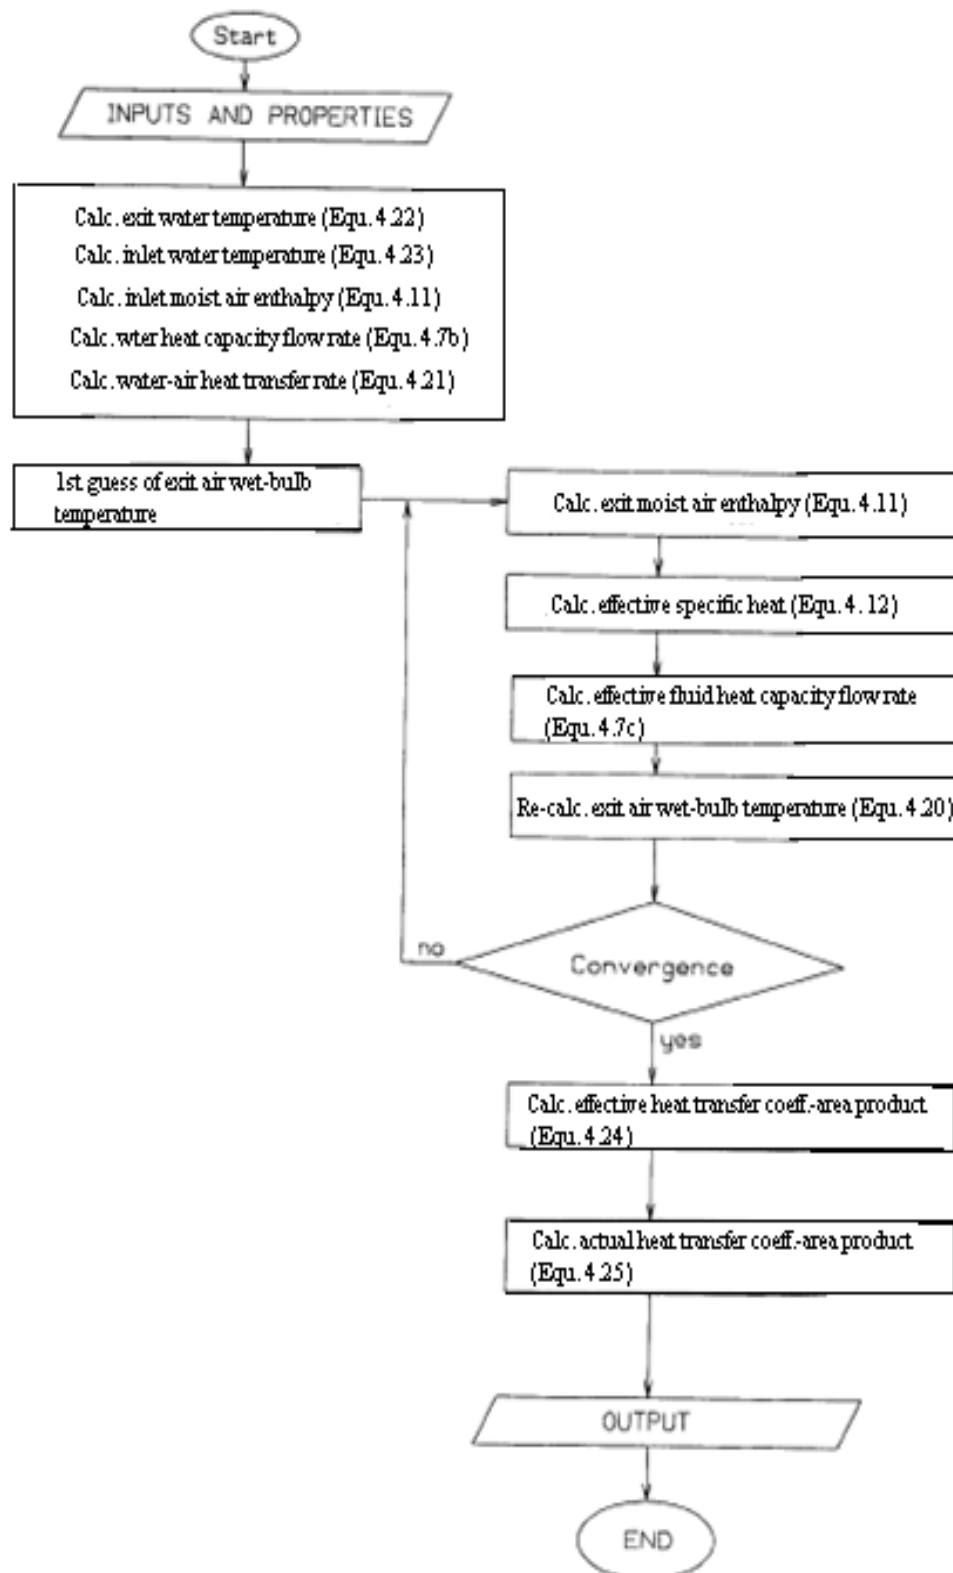 Start
INPUTS AND PROPERTIES
Calc. exit water temperature (Equ. 4.22)
Calc. inlet water temperature (Equ. 4.23)
Calc. inlet moist air enthalpy (Equ. 4.11)
Calc. wter heat capacity flow rate (Equ. 4.7b)
Calc. water-air heat transfer rate (Equ. 4.21)
1st guess of exit air wet-bulb
temperature
Calc. exit moist air enthalpy (Equ. 4.11)
Calc. effective specific heat (Equ. 4. 12)
Calc. effective fluid heat capacity flow rate
(Equ. 4.7c)
Re-calc. exit air wet-bulb temperature (Equ. 4.20)
Convergence
no
yes
Calc. effective heat transfer coeff.-area product
(Equ. 4.24)
Calc. actual heat transfer coeff.-area product
(Equ. 4.25)
OUTPUT
END